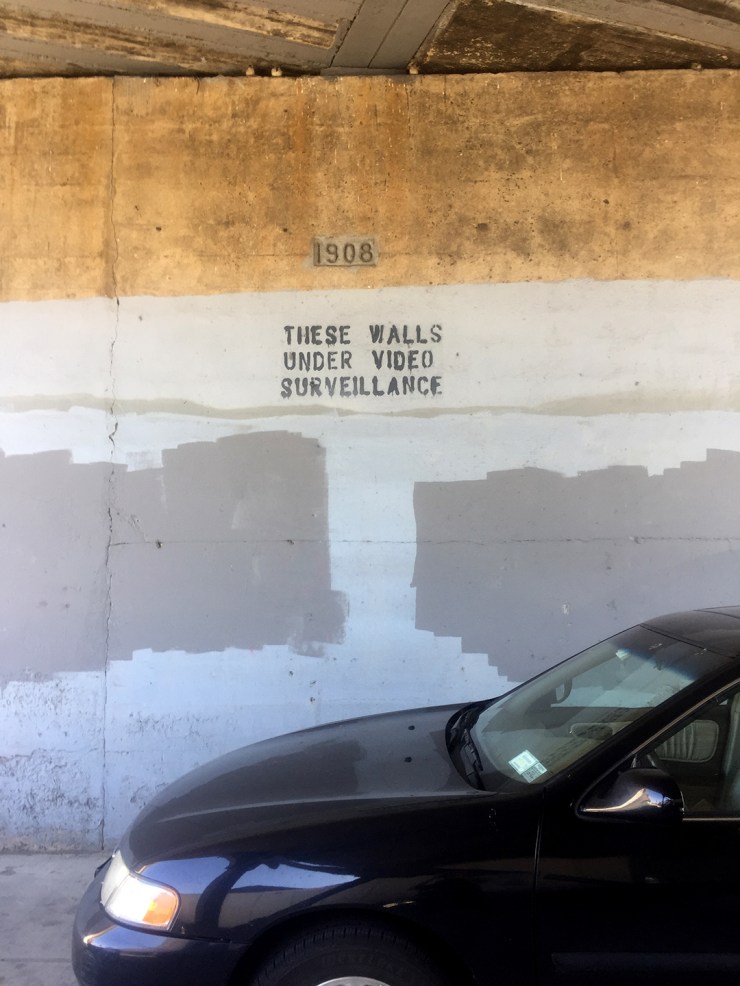 1908
THESE WALLS
UNDER VIDEO
SURVEILLANCE